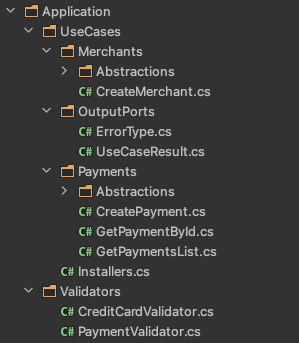 Application
UseCases
Merchants
Abstractions
C# CreateMerchant.cs
OutputPorts
C# ErrorType.cs
C# UseCaseResult.cs
Payments
Abstractions
C# CreatePayment.cs
C# GetPaymentById.cs
C# GetPaymentsList.cs
C# Installers.cs
Validators
C# CreditCardValidator.cs
C# PaymentValidator.cs